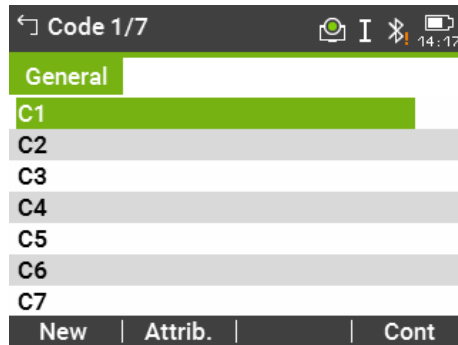 Code 1/7 I 14:17
General
C1
C2
C3
C4
C5
C6
C7
New Attrib. Cont